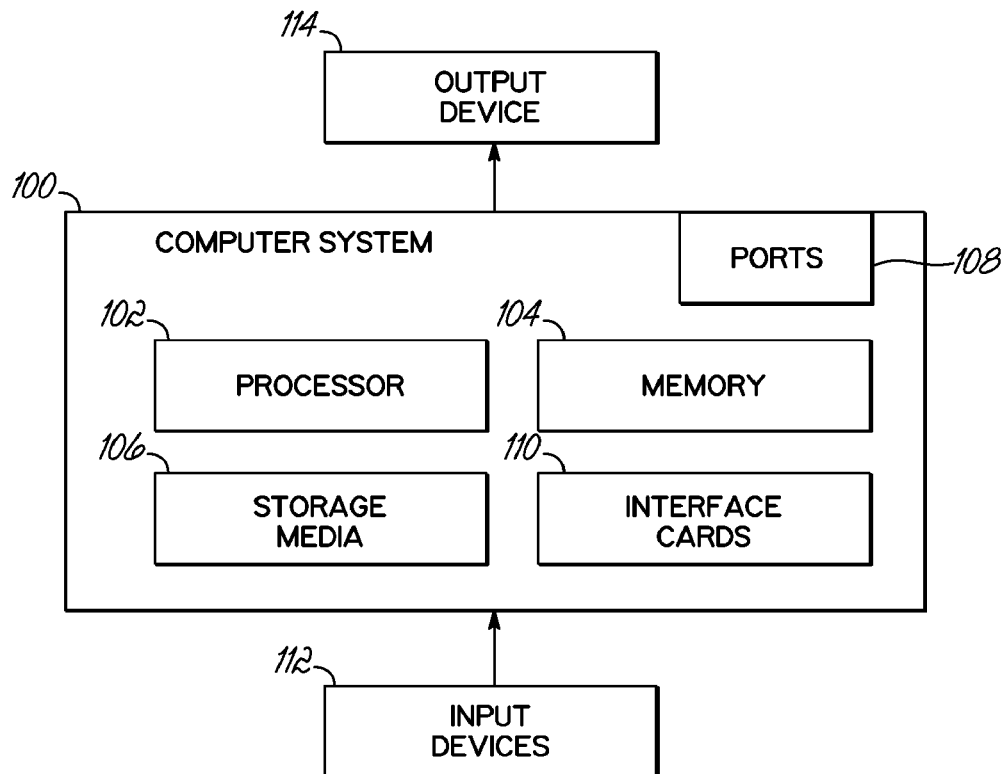 114
OUTPUT
DEVICE
100
COMPUTER SYSTEM
PORTS
108
102
PROCESSOR
104
MEMORY
106
STORAGE
MEDIA
110
INTERFACE
CARDS
112
INPUT
DEVICES